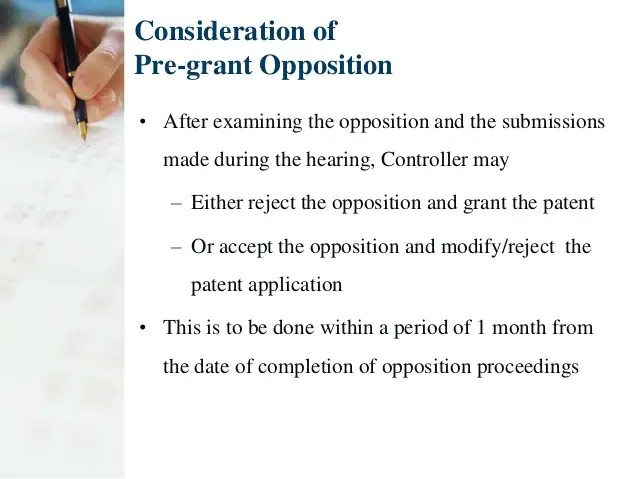 Consideration of
Pre-grant Opposition
• After examining the opposition and the submissions
made during the hearing, Controller may
– Either reject the opposition and grant the patent
– Or accept the opposition and modify/reject the
patent application
• This is to be done within a period of 1 month from
the date of completion of opposition proceedings